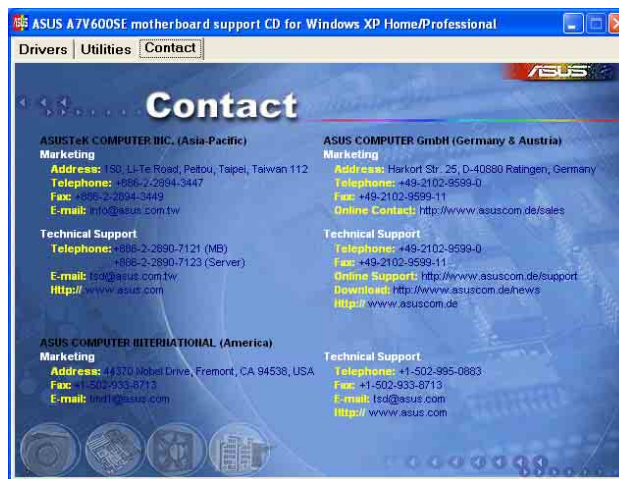 ASUS A7V600SE motherboard support CD for Windows XP Home/Professional
Drivers
Utilities
Contact
ASUS
Contact
ASUSTeK COMPUTER INC. (Asia-Pacific)
Marketing
Address: 150, Li-Te Road, Peitou, Taipei, Taiwan 112
Telephone: +886-2-2894-3447
Fax: +886-2-2894-3449
E-mail: info@asus.com.tw
Technical Support
Telephone: +886-2-2890-7121 (MB)
+886-2-2890-7123 (Server)
E-mail: tsd@asus.com.tw
Http:// www.asus.com
ASUS COMPUTER GmbH (Germany & Austria)
Marketing
Address: Harkort Str. 25, D-40880 Ratingen, Germany
Telephone: +49-2102-9599-0
Fax: +49-2102-9599-11
Online Contact: http://www.asuscom.de/sales
Technical Support
Telephone: +49-2102-9599-0
Fax: +49-2102-9599-11
Online Support: http://www.asuscom.de/support
Download: http://www.asuscom.de/news
Http:// www.asuscom.de
ASUS COMPUTER INTERNATIONAL (America)
Marketing
Address: 44370 Nobel Drive, Fremont, CA 94538, USA
Fax: +1-502-933-8713
E-mail:
Technical Support
Telephone: +1-502-995-0883
Fax: +1-502-933-8713
E-mail: tsd@asus.com
Http:// www.asus.com